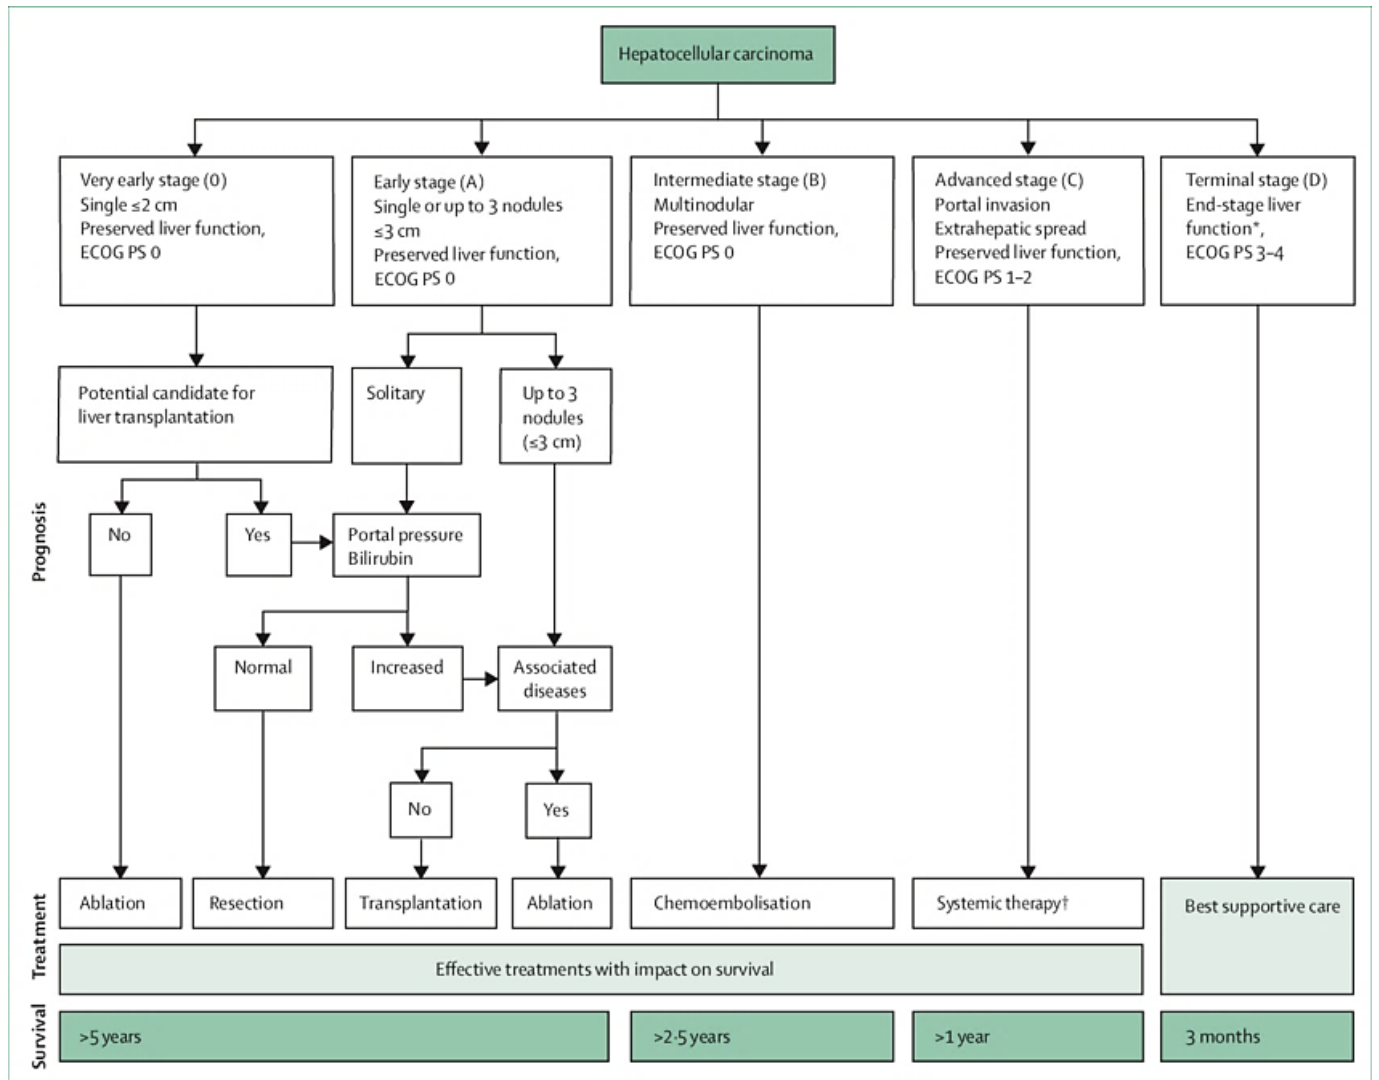 Hepatocellular carcinoma
Very early stage (0)
Single ≤2 cm
Preserved liver function,
ECOG PS 0
Early stage (A)
Single or up to 3 nodules
≤3 cm
Preserved liver function,
ECOG PS 0
Intermediate stage (B)
Multinodular
Preserved liver function,
ECOG PS 0
Advanced stage (C)
Portal invasion
Extrahepatic spread
Preserved liver function,
ECOG PS 1–2
Terminal stage (D)
End-stage liver
function*,
ECOG PS 3–4
Potential candidate for
liver transplantation
Solitary
Up to 3
nodules
(≤3 cm)
Prognosis
No
Yes
Portal pressure
Bilirubin
Normal
Increased
Associated
diseases
No
Yes
Treatment
Ablation
Resection
Transplantation
Ablation
Chemoembolisation
Systemic therapy†
Best supportive care
Effective treatments with impact on survival
Survival
>5 years
>2·5 years
>1 year
3 months